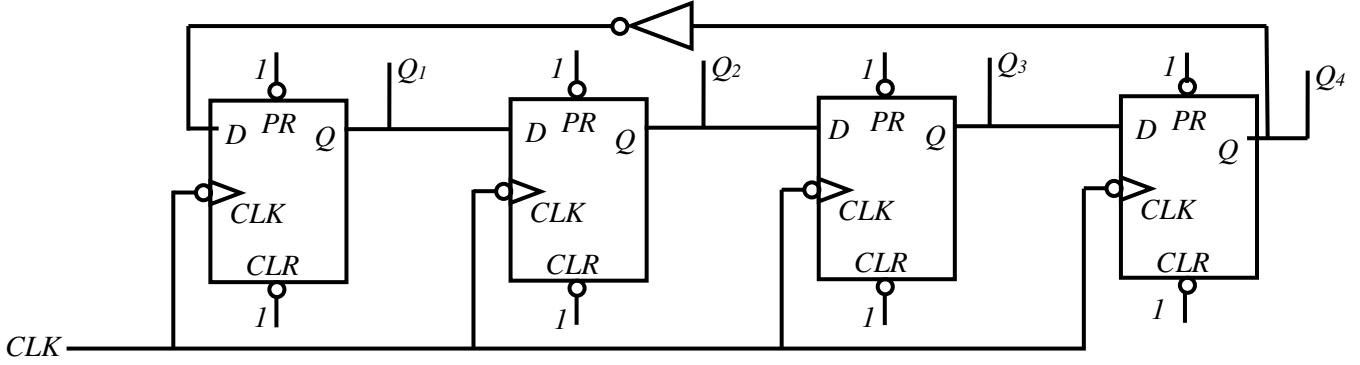 1 Q1 1 Q2 1 Q3 1 Q4
D PR Q D PR Q D PR Q D PR Q
CLK CLK CLK CLK
CLR CLR CLR CLR
1 1 1 1
CLK